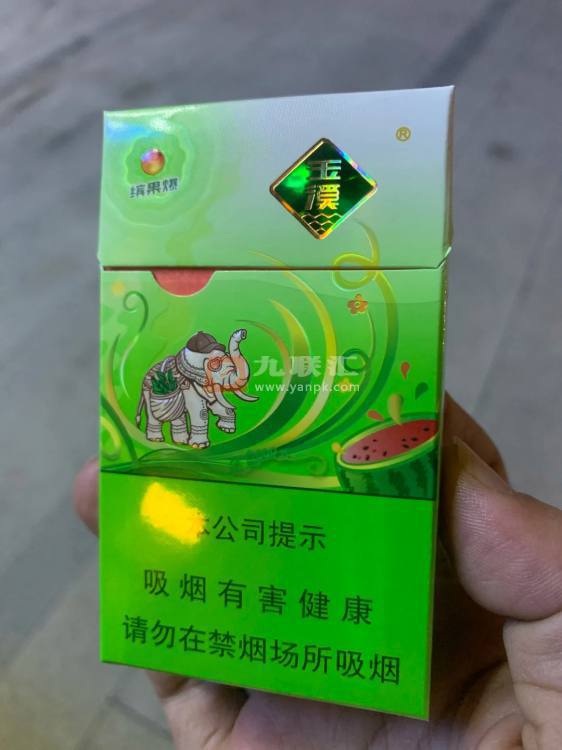 缤果爆
玉溪
®
九联汇
www.yanpk.com
本公司提示
吸烟有害健康
请勿在禁烟场所吸烟